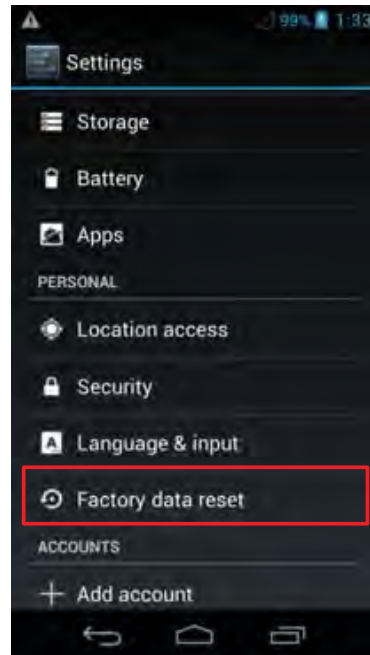 99% 1:33
Settings
Storage
Battery
Apps
PERSONAL
Location access
Security
A Language & input
Factory data reset
ACCOUNTS
Add account